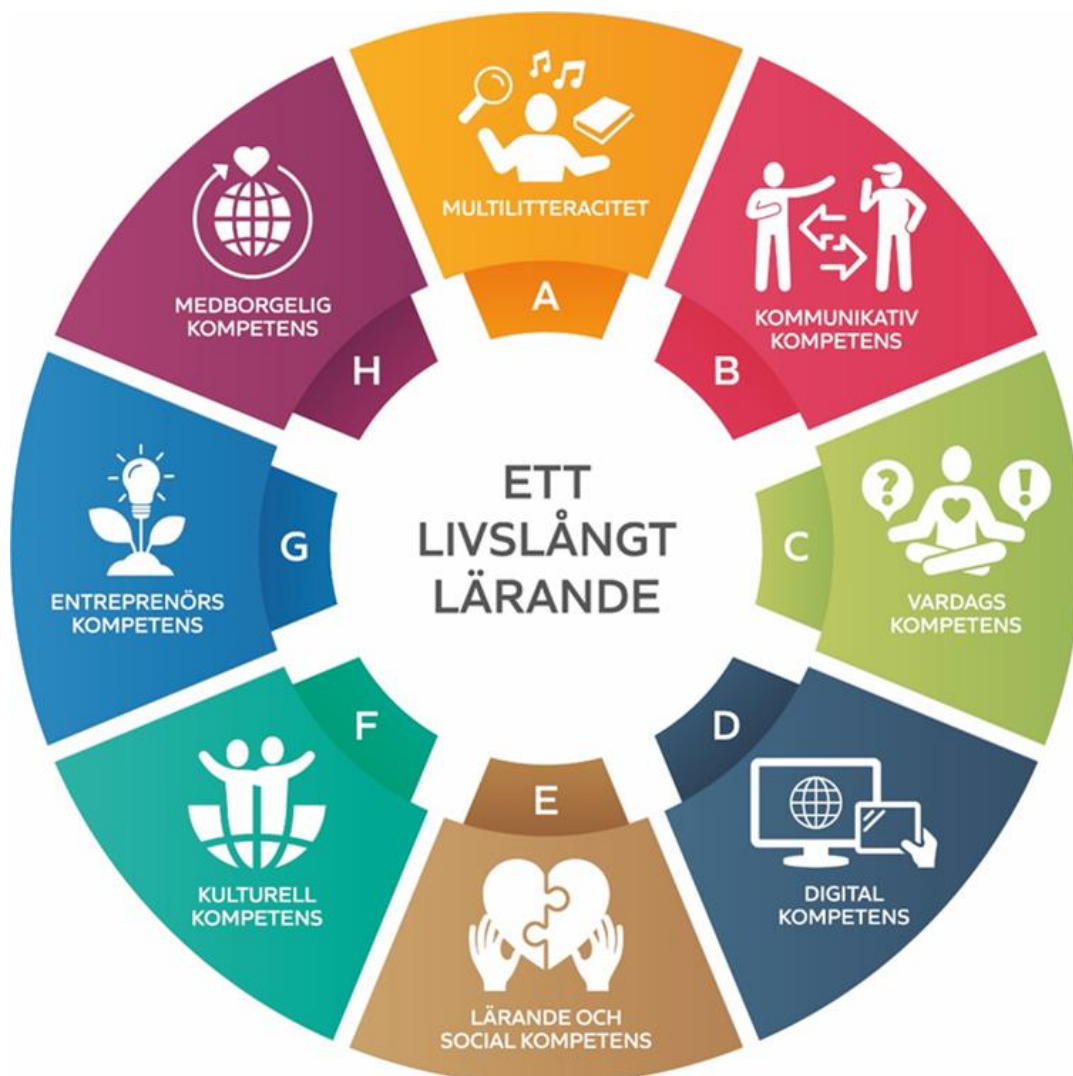 MULTILITTERACITET
A
KOMMUNIKATIV
KOMPETENS
B
VARDAGS
KOMPETENS
C
?
!
DIGITAL
KOMPETENS
D
LÄRANDE OCH
SOCIAL KOMPETENS
E
KULTURELL
KOMPETENS
F
ENTREPRENÖRS
KOMPETENS
G
MEDBORGELIG
KOMPETENS
H
ETT
LIVSLÅNGT
LÄRANDE